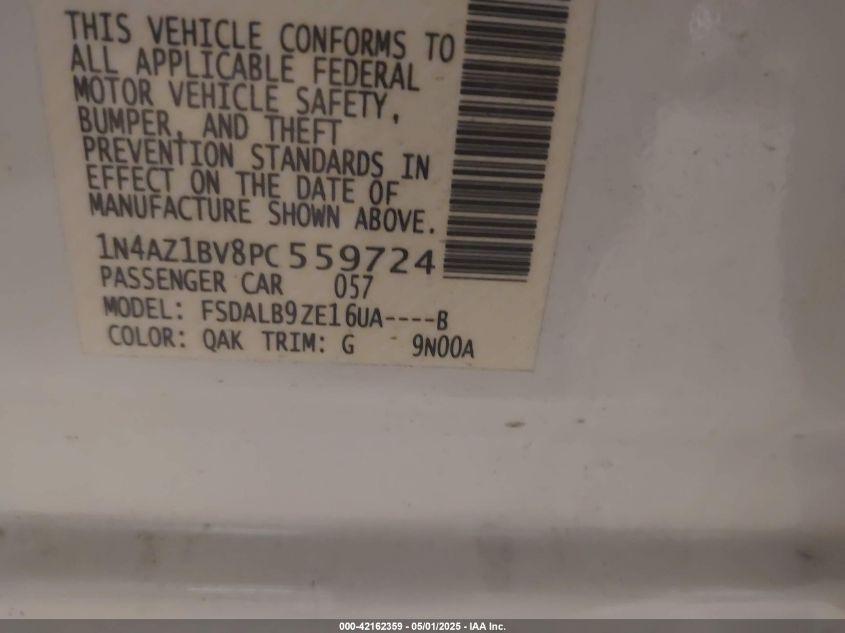 THIS VEHICLE CONFORMS TO
ALL APPLICABLE FEDERAL
MOTOR VEHICLE SAFETY,
BUMPER, AND THEFT
PREVENTION STANDARDS IN
EFFECT ON THE DATE OF
MANUFACTURE SHOWN ABOVE.
1N4AZ1BV8PC559724
PASSENGER CAR 057
MODEL: FSDALB9ZE16UA----B
COLOR: QAK TRIM: G 9N00A
000-42162359 - 05/01/2025 - IAA Inc.